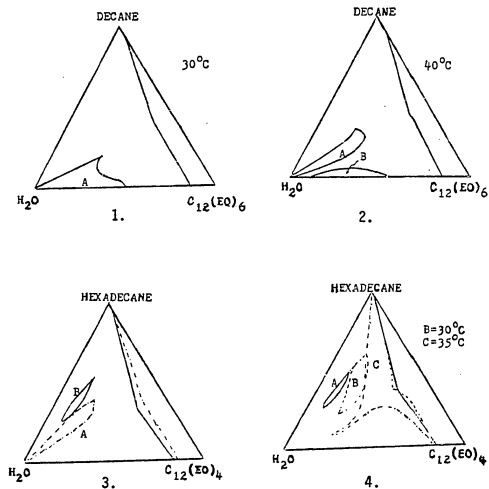 DECANE
30°C
A
H2O
C12(EO)6
1.
DECANE
40°C
A
B
H2O
C12(EO)6
2.
HEXADECANE
B
A
H2O
C12(EO)4
3.
HEXADECANE
B=30°C
C=35°C
A
B
C
H2O
C12(EO)4
4.